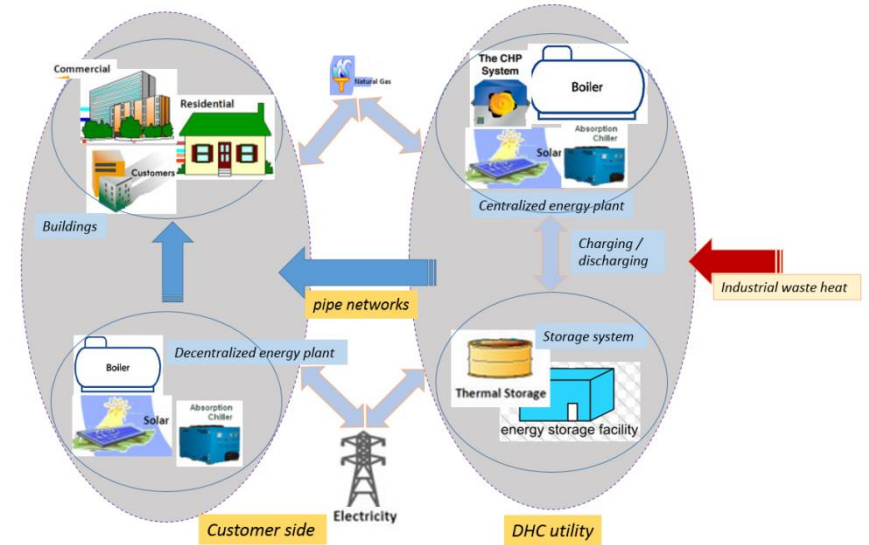 Commercial
Residential
Customers
Buildings
Natural Gas
The CHP
System
Boiler
Solar
Absorption
Chiller
Centralized energy plant
Charging /
discharging
Industrial waste heat
pipe networks
Decentralized energy plant
Boiler
Solar
Absorption
Chiller
Storage system
Thermal Storage
energy storage facility
Electricity
Customer side
DHC utility